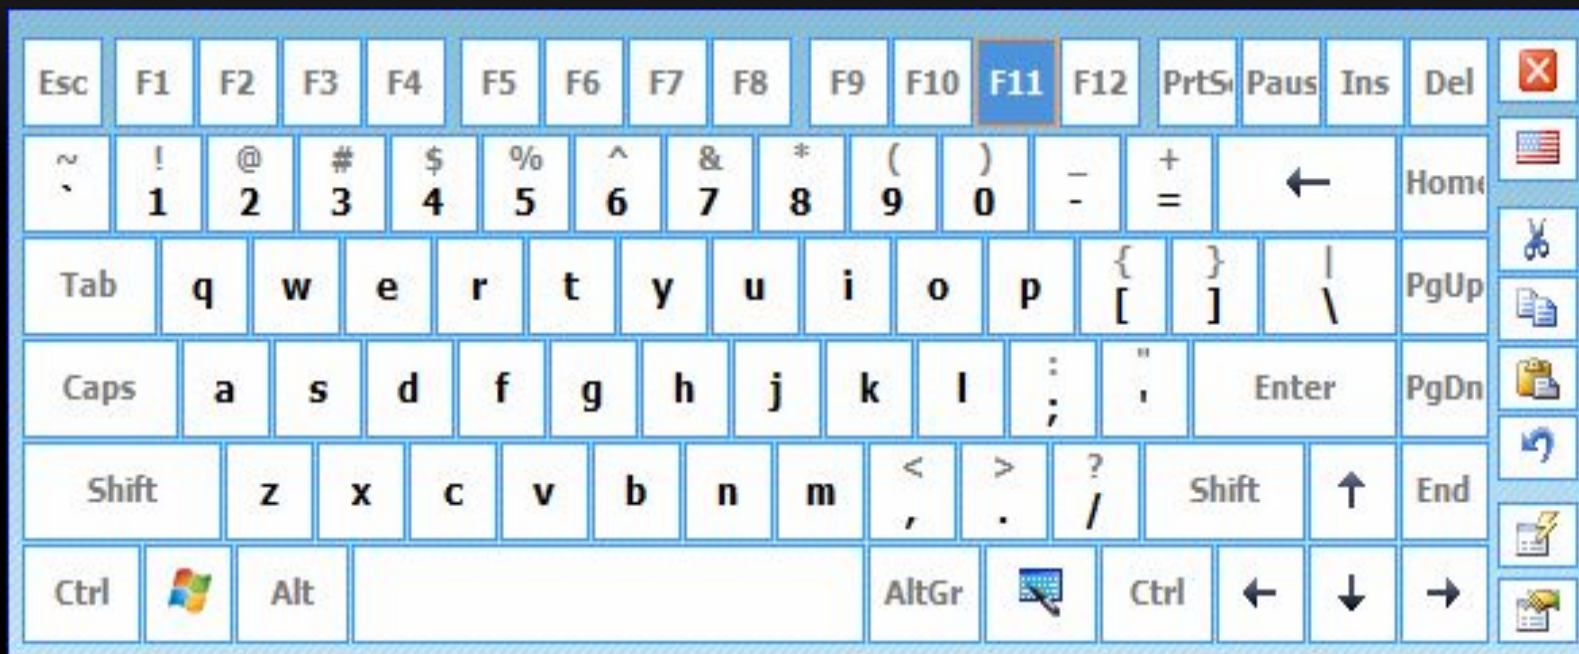 Esc F1 F2 F3 F4 F5 F6 F7 F8 F9 F10 F11 F12 PrtS Paus Ins Del
~ ! @ # $ % ^ & * ( ) _ +
` 1 2 3 4 5 6 7 8 9 0 - = ← Home
Tab q w e r t y u i o p { } |
[ ] \ PgUp
Caps a s d f g h j k l : "
; ' Enter PgDn
Shift z x c v b n m < > ?
, . / Shift ↑ End
Ctrl Alt AltGr Ctrl ← ↓ →